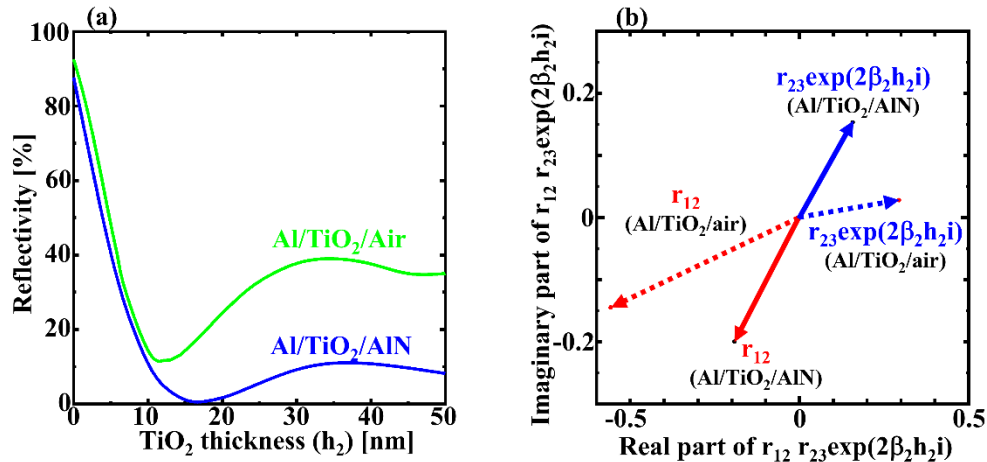 (a)
100
80
60
40
20
0
Reflectivity [%]
Al/TiO₂/Air
Al/TiO₂/AlN
0 10 20 30 40 50
TiO₂ thickness (h₂) [nm]
(b)
Imaginary part of r₁₂ r₂₃exp(2β₂h₂i)
0.2
0
-0.2
r₂₃exp(2β₂h₂i)
(Al/TiO₂/AlN)
r₁₂
(Al/TiO₂/air)
r₂₃exp(2β₂h₂i)
(Al/TiO₂/air)
r₁₂
(Al/TiO₂/AlN)
-0.5 0 0.5
Real part of r₁₂ r₂₃exp(2β₂h₂i)